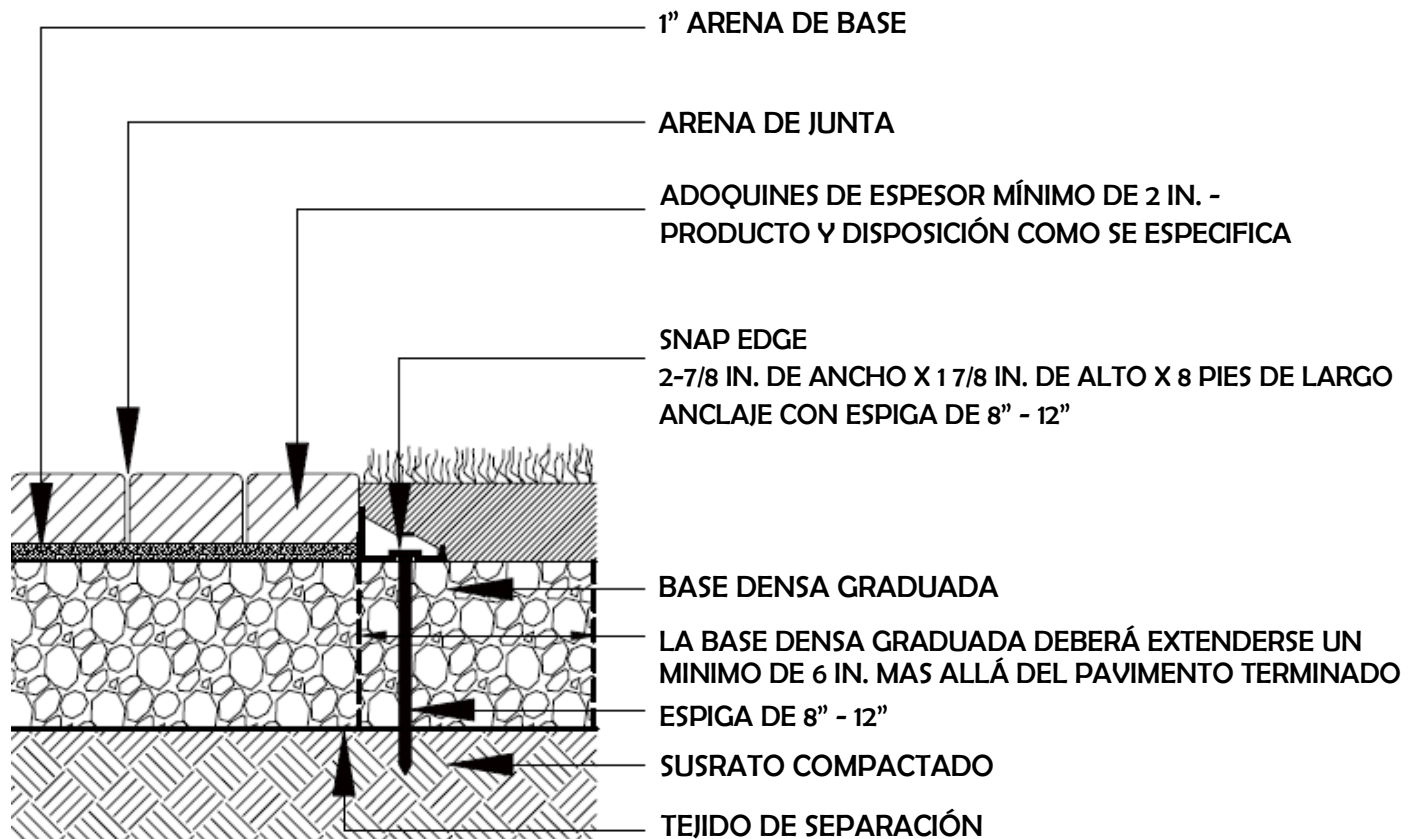 1” ARENA DE BASE
ARENA DE JUNTA
ADOQUINES DE ESPESOR MÍNIMO DE 2 IN. -
PRODUCTO Y DISPOSICIÓN COMO SE ESPECIFICA
SNAP EDGE
2-7/8 IN. DE ANCHO X 1 7/8 IN. DE ALTO X 8 PIES DE LARGO
ANCLAJE CON ESPIGA DE 8” - 12”
BASE DENSA GRADUADA
LA BASE DENSA GRADUADA DEBERÁ EXTENDERSE UN
MINIMO DE 6 IN. MAS ALLÁ DEL PAVIMENTO TERMINADO
ESPIGA DE 8” - 12”
SUSRATO COMPACTADO
TEJIDO DE SEPARACIÓN